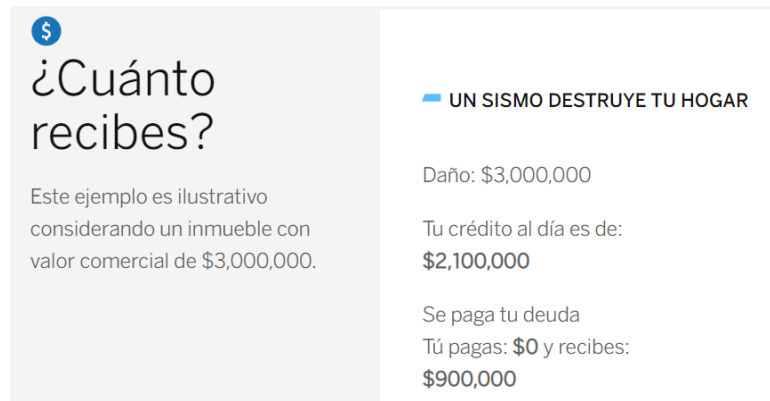 $
¿Cuánto
recibes?
Este ejemplo es ilustrativo
considerando un inmueble con
valor comercial de $3,000,000.
UN SISMO DESTRUYE TU HOGAR
Daño: $3,000,000
Tu crédito al día es de:
$2,100,000
Se paga tu deuda
Tú pagas: $0 y recibes:
$900,000